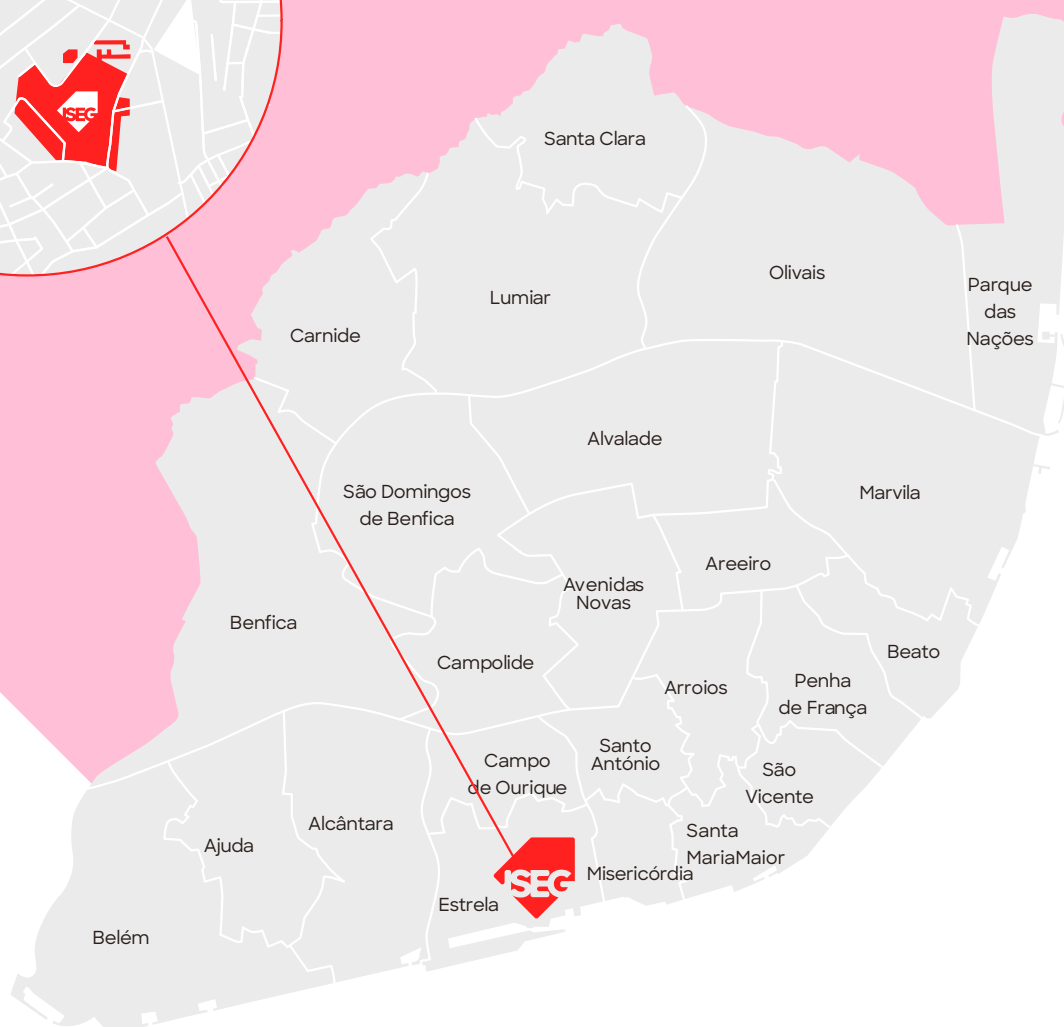 ISEG
Santa Clara
Olivais
Lumiar
Parque
das
Nações
Carnide
Alvalade
São Domingos
de Benfica
Marvila
Areeiro
Avenidas
Novas
Benfica
Beato
Campolide
Arroios
Penha
de França
Santo
António
Campo
de Ourique
São
Vicente
Alcântara
Santa
MariaMaior
Ajuda
Misericórdia
ISEG
Estrela
Belém